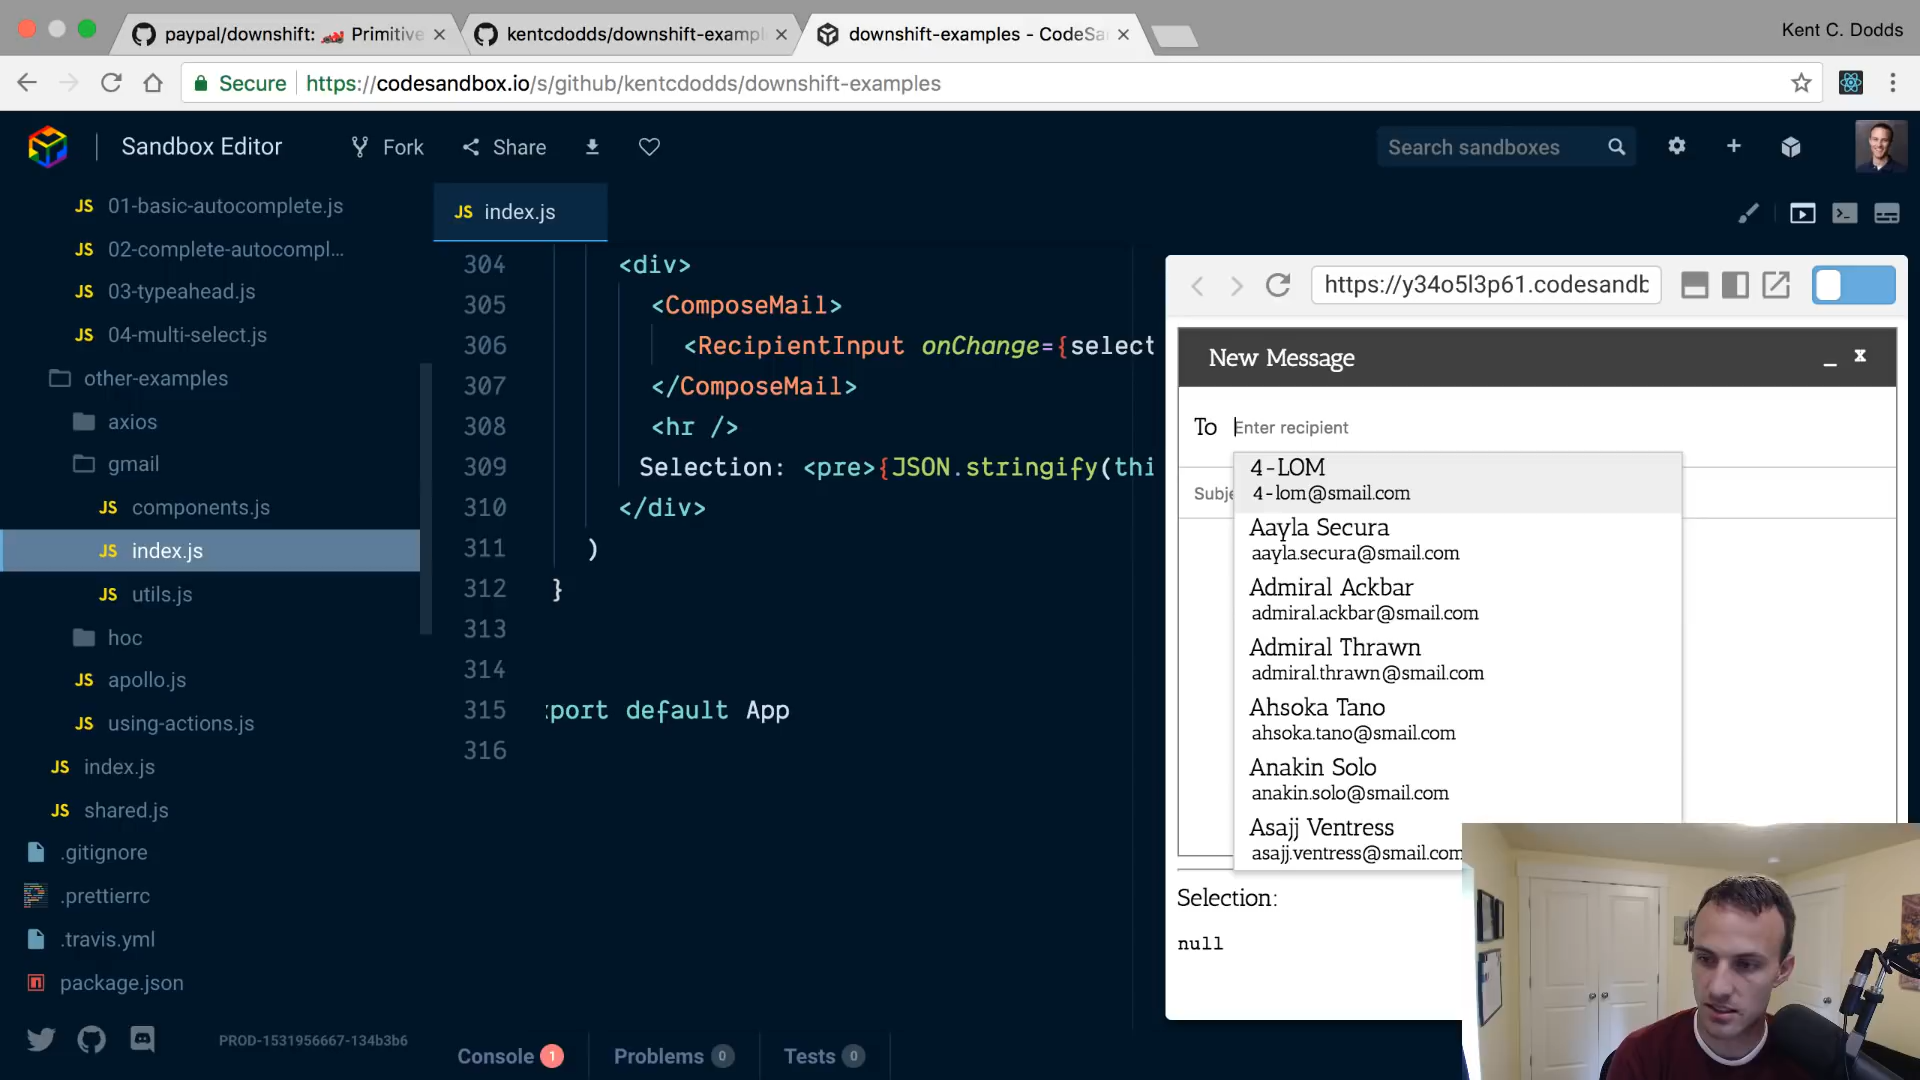 paypal/downshift: 🏎 Primitive
kentcdodds/downshift-exampl
downshift-examples - CodeSa
Kent C. Dodds
Secure
https://codesandbox.io/s/github/kentcdodds/downshift-examples
Sandbox Editor
Fork
Share
Search sandboxes
JS 01-basic-autocomplete.js
JS 02-complete-autocompl...
JS 03-typeahead.js
JS 04-multi-select.js
other-examples
axios
gmail
JS components.js
JS index.js
JS utils.js
hoc
JS apollo.js
JS using-actions.js
JS index.js
JS shared.js
.gitignore
.prettierrc
.travis.yml
package.json
PROD-1531956667-134b3b6
JS index.js
304 <div>
305 <ComposeMail>
306 <RecipientInput onChange={select
307 </ComposeMail>
308 <hr />
309 Selection: <pre>{JSON.stringify(thi
310 </div>
311 )
312 }
313
314
315 port default App
316
Console 1
Problems 0
Tests 0
https://y34o5l3p61.codesandb
New Message
_ x
To Enter recipient
Subje
4-LOM
4-lom@smail.com
Aayla Secura
aayla.secura@smail.com
Admiral Ackbar
admiral.ackbar@smail.com
Admiral Thrawn
admiral.thrawn@smail.com
Ahsoka Tano
ahsoka.tano@smail.com
Anakin Solo
anakin.solo@smail.com
Asajj Ventress
asajj.ventress@smail.com
Selection:
null